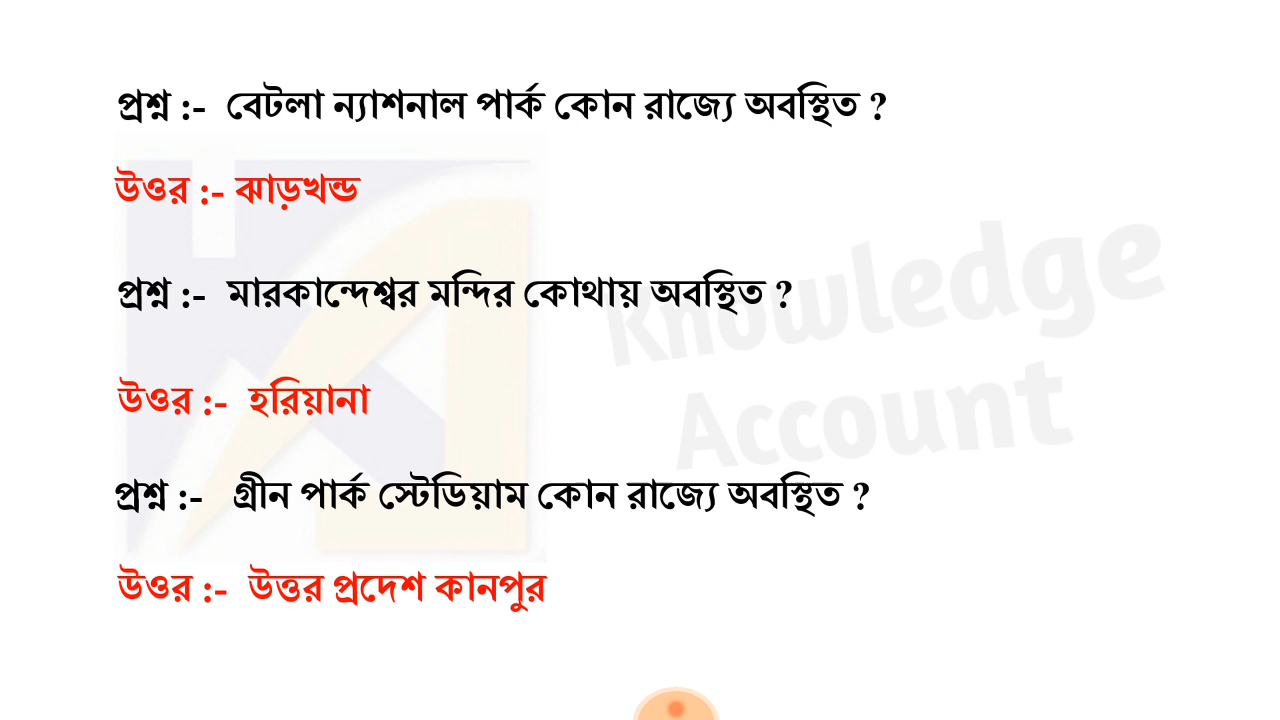 প্রশ্ন :- বেটলা ন্যাশনাল পার্ক কোন রাজ্যে অবস্থিত ?
উওর :- ঝাড়খন্ড
প্রশ্ন :- মারকান্দেশ্বর মন্দির কোথায় অবস্থিত ?
Knowledge
উওর :- হরিয়ানা
Account
প্রশ্ন :- গ্রীন পার্ক স্টেডিয়াম কোন রাজ্যে অবস্থিত ?
উওর :- উত্তর প্রদেশ কানপুর